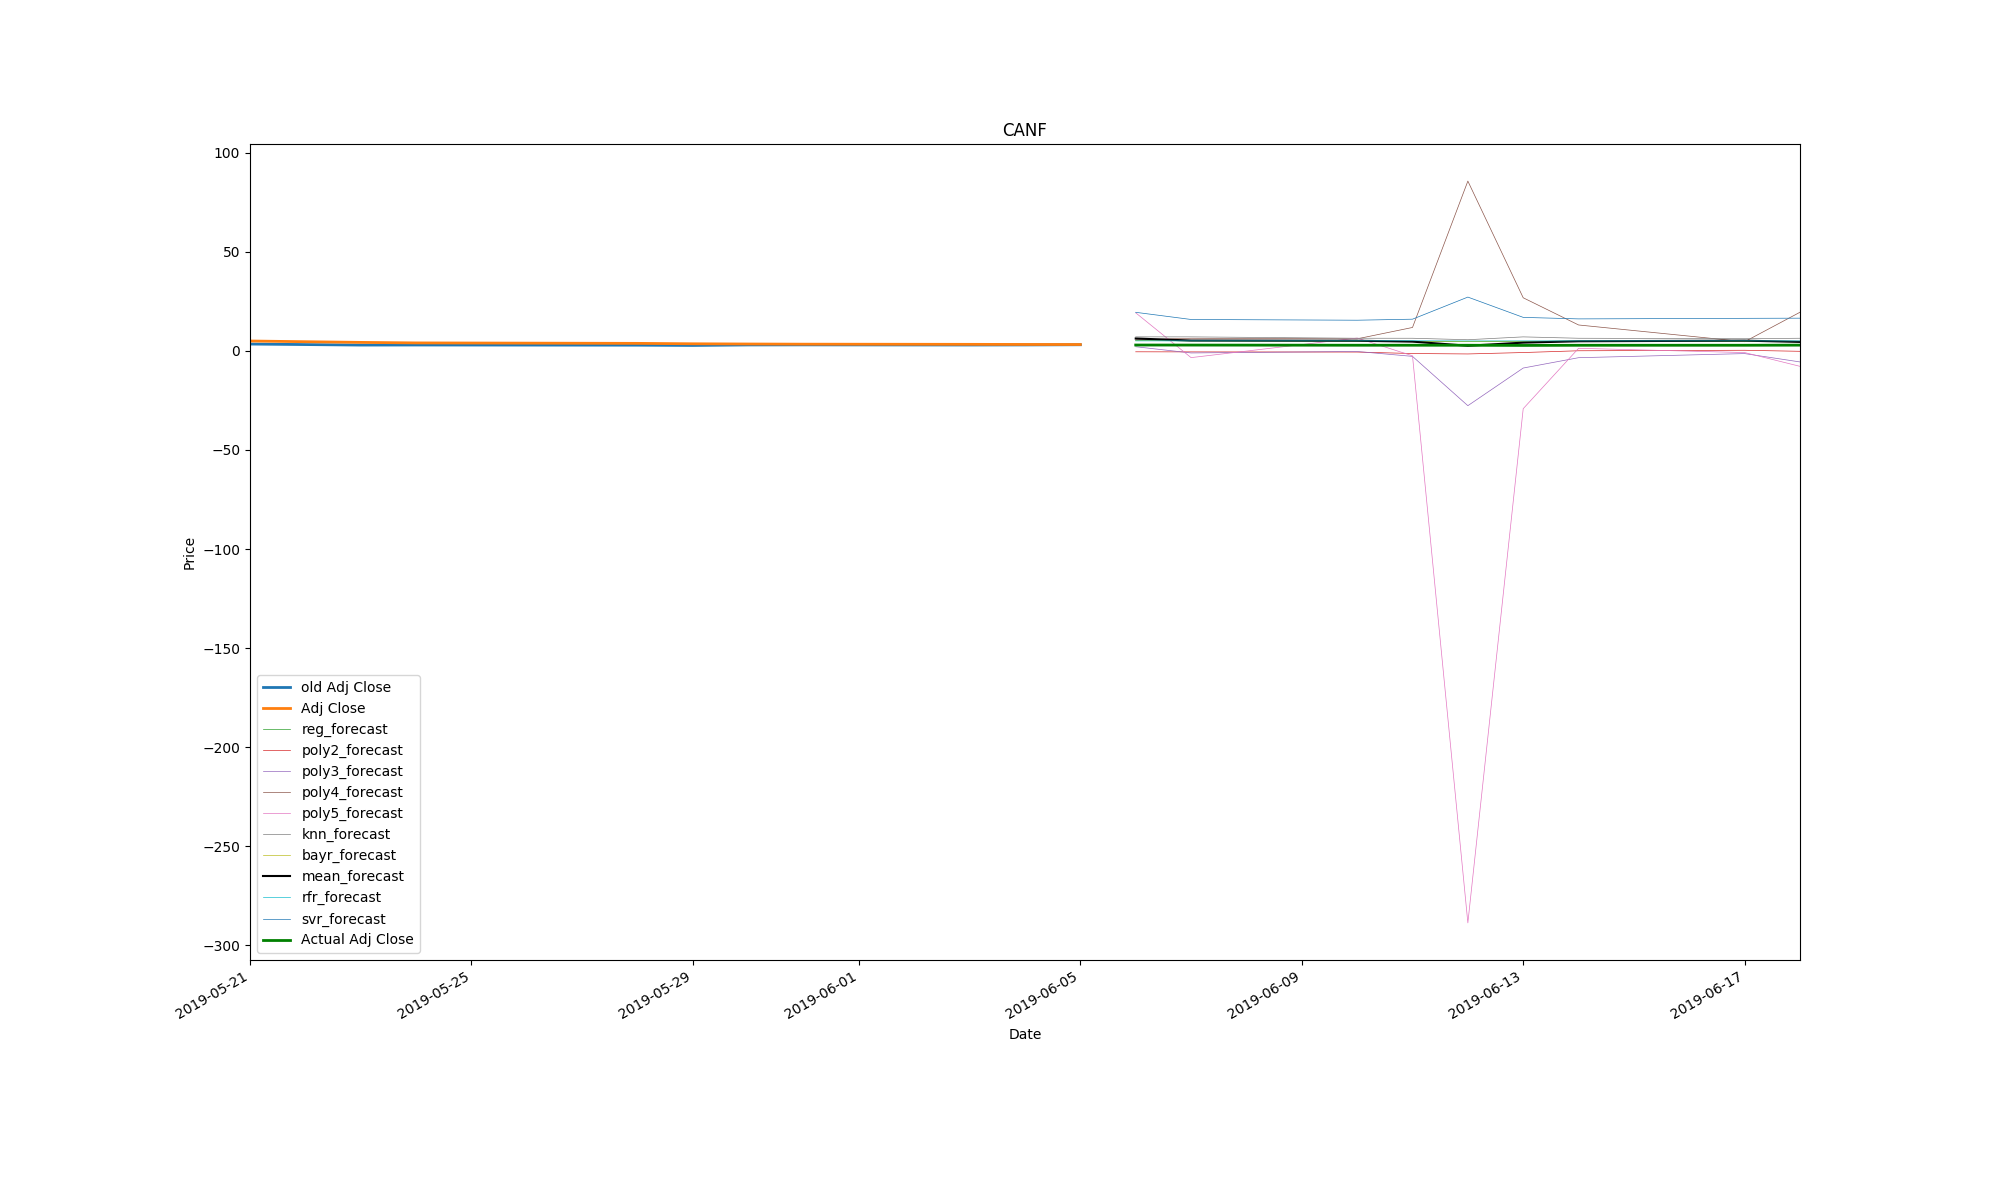 CANF
100
50
0
−50
−100
−150
−200
−250
−300
Price
old Adj Close
Adj Close
reg_forecast
poly2_forecast
poly3_forecast
poly4_forecast
poly5_forecast
knn_forecast
bayr_forecast
mean_forecast
rfr_forecast
svr_forecast
Actual Adj Close
2019-05-21
2019-05-25
2019-05-29
2019-06-01
2019-06-05
2019-06-09
2019-06-13
2019-06-17
Date